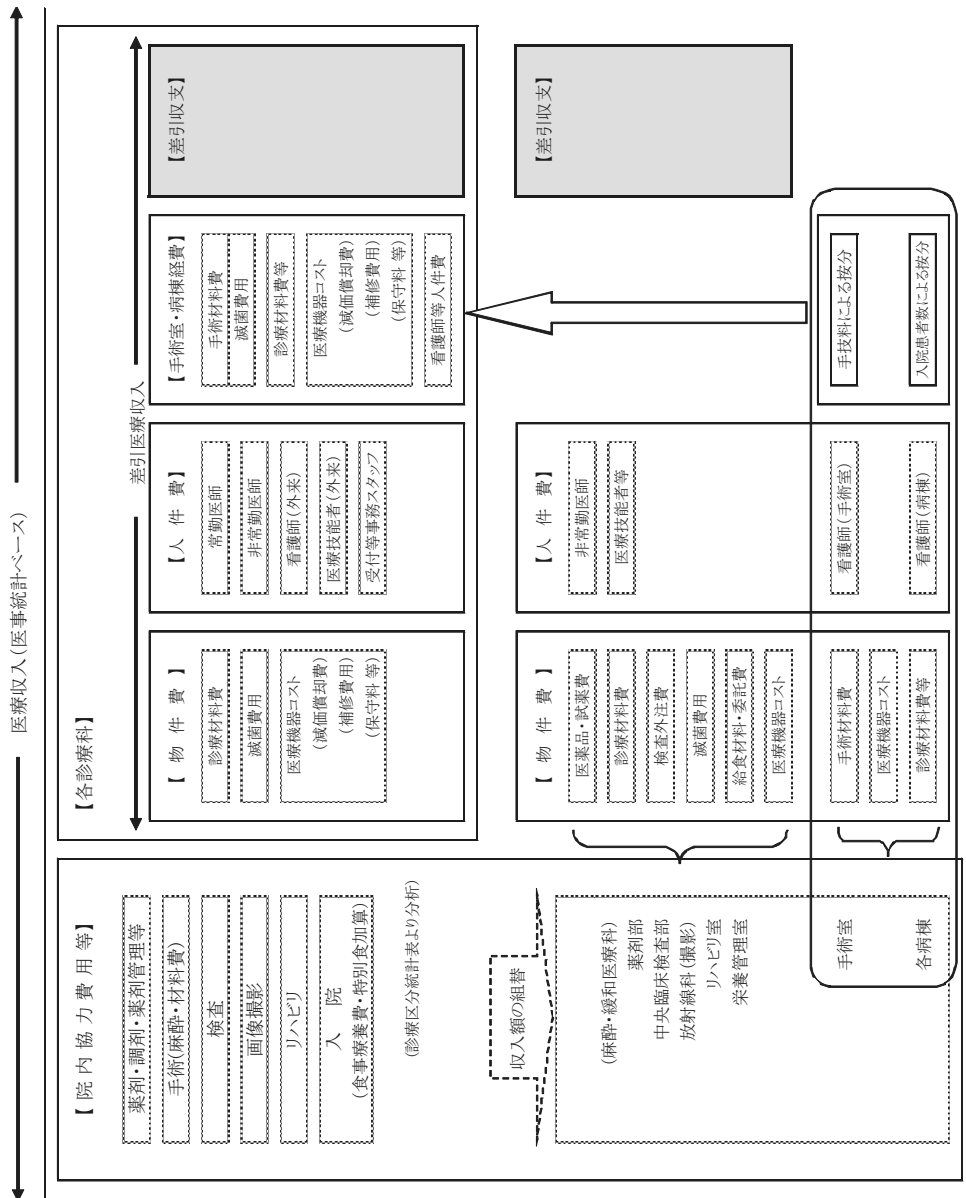 医療収入(医事統計ベース)
【院内協力費用等】
薬剤・調剤・薬剤管理等
手術(麻酔・材料費)
検査
画像撮影
リハビリ
入 院
(食事療養費・特別食加算)
(診療区分統計表より分析)
収入額の組替
(麻酔・緩和医療科)
薬剤部
中央臨床検査部
放射線科(撮影)
リハビリ室
栄養管理室
手術室
各病棟
【各診療科】
差引医療収入
【 物 件 費 】
診療材料費
滅菌費用
医療機器コスト
(減価償却費)
(補修費用)
(保守料 等)
【人 件 費】
常勤医師
非常勤医師
看護師(外来)
医療技能者(外来)
受付等事務スタッフ
【手術室・病棟経費】
手術材料費
滅菌費用
診療材料費等
医療機器コスト
(減価償却費)
(補修費用)
(保守料 等)
看護師等人件費
【差引収支】
【 物 件 費 】
医薬品・試薬費
診療材料費
検査外注費
滅菌費用
給食材料・委託費
医療機器コスト
手術材料費
医療機器コスト
診療材料費等
【人 件 費】
非常勤医師
医療技能者等
看護師(手術室)
看護師(病棟)
手技料による按分
入院患者数による按分
【差引収支】